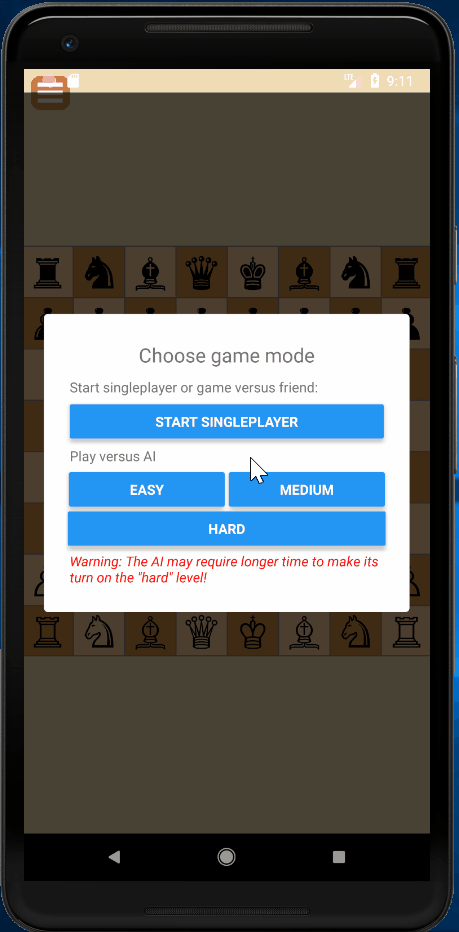 LTE 9:11
Choose game mode
Start singleplayer or game versus friend:
START SINGLEPLAYER
Play versus AI
EASY MEDIUM
HARD
Warning: The AI may require longer time to make its
turn on the "hard" level!